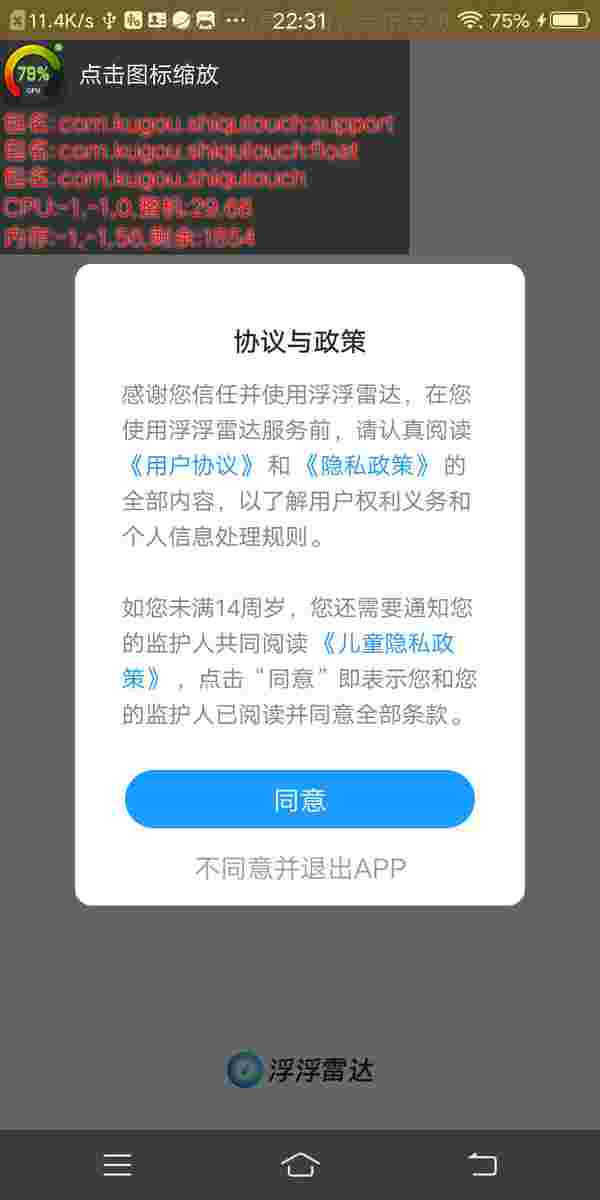 11.4K/s 22:31 75%
79%
CPU
点击图标缩放
包名:com.kugou.shiqutouch:support
包名:com.kugou.shiqutouch:float
包名:com.kugou.shiqutouch
CPU:-1,-1,0,整机:29.68
内存:-1,-1,56,剩余:1654
协议与政策
感谢您信任并使用浮浮雷达，在您
使用浮浮雷达服务前，请认真阅读
《用户协议》 和 《隐私政策》 的
全部内容，以了解用户权利义务和
个人信息处理规则。
如您未满14周岁，您还需要通知您
的监护人共同阅读 《儿童隐私政
策》 ，点击“同意”即表示您和您
的监护人已阅读并同意全部条款。
同意
不同意并退出APP
浮浮雷达